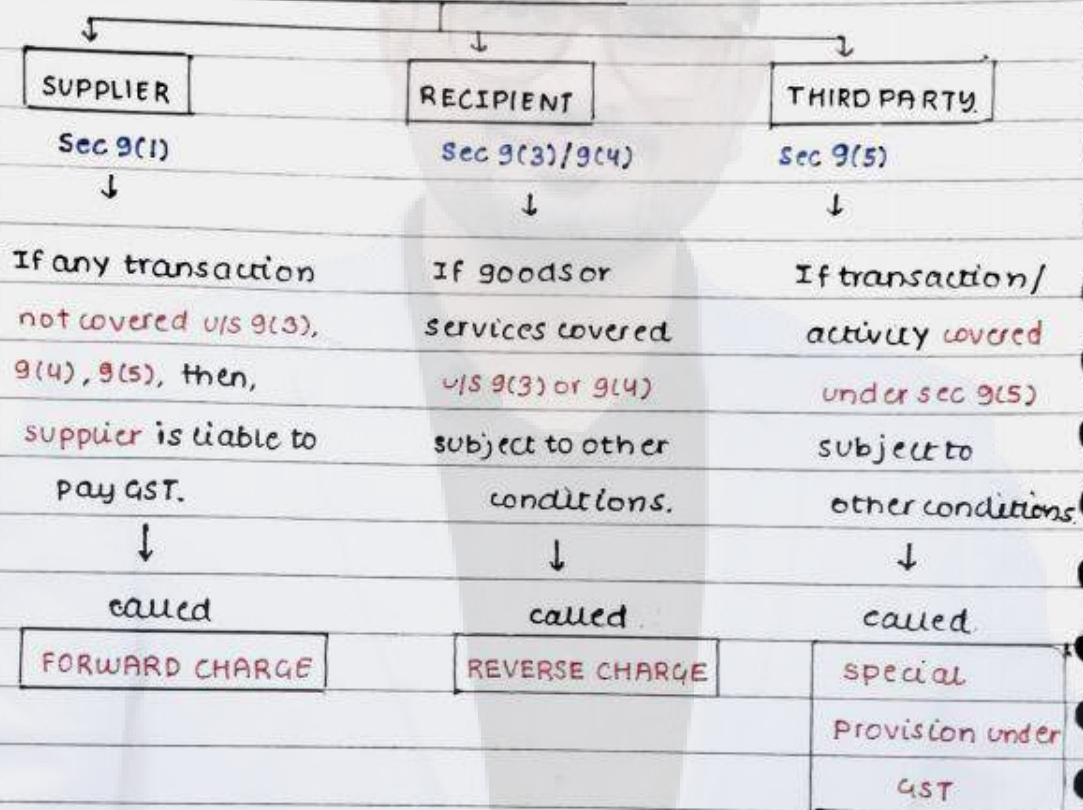 SUPPLIER
Sec 9(1)
If any transaction
not covered u/s 9(3),
9(4), 9(5), then,
supplier is liable to
pay GST.
called
FORWARD CHARGE
RECIPIENT
Sec 9(3)/9(4)
If goods or
services covered
u/s 9(3) or 9(4)
subject to other
conditions.
called
REVERSE CHARGE
THIRD PARTY.
Sec 9(5)
If transaction/
activity covered
under sec 9(5)
subject to
other conditions
called.
special
provision under
GST